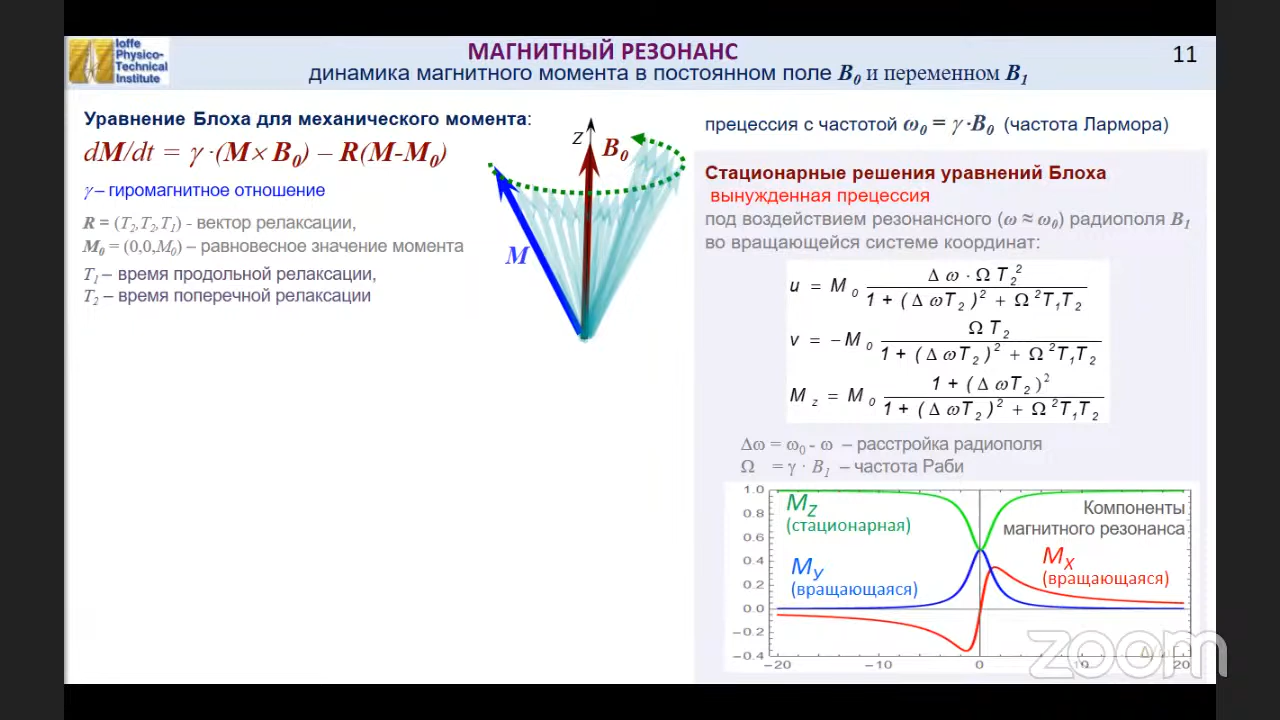 Ioffe
Physico-
Technical
Institute
МАГНИТНЫЙ РЕЗОНАНС
динамика магнитного момента в постоянном поле B₀ и переменном B₁
11
Уравнение Блоха для механического момента:
dM/dt = γ·(M× B₀) – R(M-M₀)
γ – гиромагнитное отношение
R = (T₂,T₂,T₁) - вектор релаксации,
M₀ = (0,0,M₀) – равновесное значение момента
T₁ – время продольной релаксации,
T₂ – время поперечной релаксации
z
B₀
M
прецессия с частотой ω₀ = γ·B₀ (частота Лармора)
Стационарные решения уравнений Блоха
вынужденная прецессия
под воздействием резонансного (ω ≈ ω₀) радиополя B₁
во вращающейся системе координат:
u = M₀ Δω · Ω T₂² / 1 + (ΔωT₂)² + Ω²T₁T₂
v = – M₀ Ω T₂ / 1 + (ΔωT₂)² + Ω²T₁T₂
M_z = M₀ 1 + (ΔωT₂)² / 1 + (ΔωT₂)² + Ω²T₁T₂
Δω = ω₀ - ω – расстройка радиополя
Ω = γ · B₁ – частота Раби
1.0
0.8
0.6
0.4
0.2
0.0
−0.2
−0.4
M_Z
(стационарная)
Компоненты
магнитного резонанса
M_Y
(вращающаяся)
M_X
(вращающаяся)
−20 −10 0 10 20
zoom